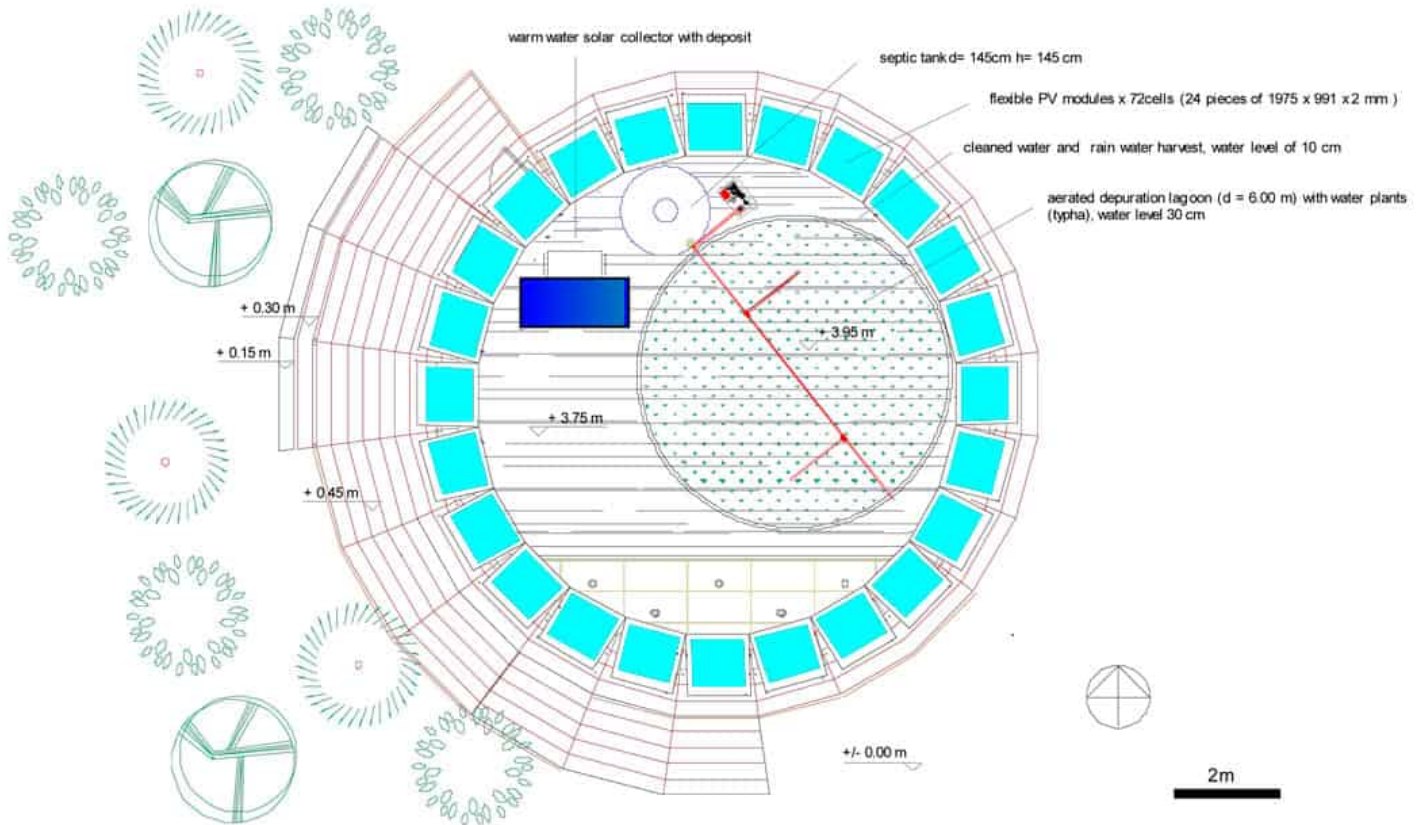 warm water solar collector with deposit
septic tank d= 145cm h= 145 cm
flexible PV modules x 72cells (24 pieces of 1975 x 991 x 2 mm )
cleaned water and rain water harvest, water level of 10 cm
aerated depuration lagoon (d = 6.00 m) with water plants
(typha), water level 30 cm
+ 0.30 m
+ 3.95 m
+ 0.15 m
+ 3.75 m
+ 0.45 m
+/- 0.00 m
2m